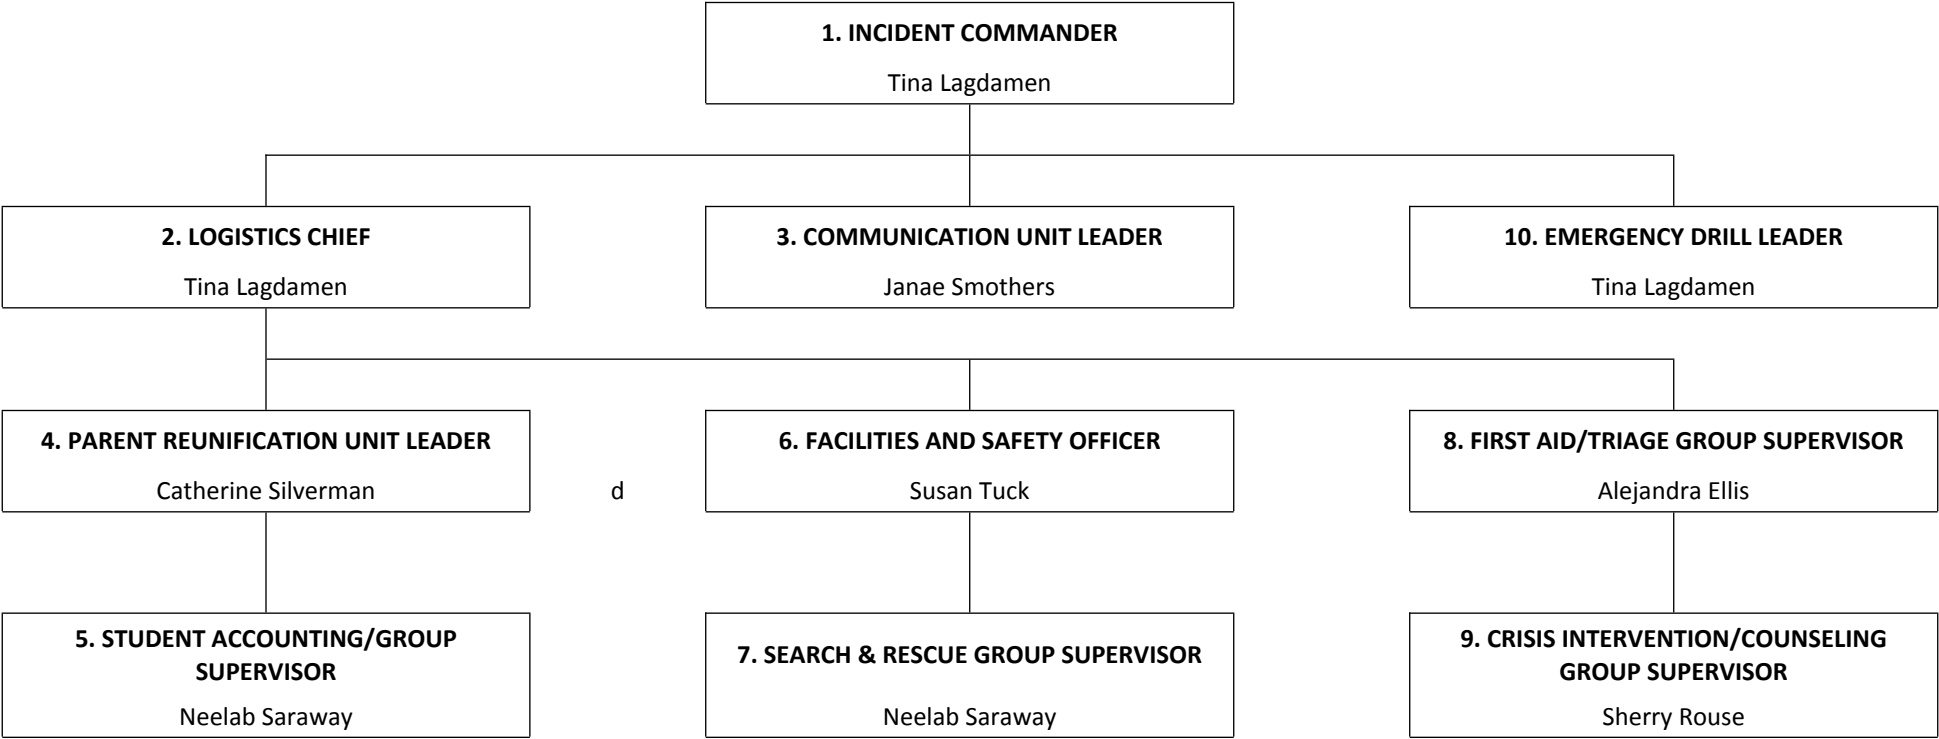 1. INCIDENT COMMANDER
Tina Lagdamen
2. LOGISTICS CHIEF
Tina Lagdamen
3. COMMUNICATION UNIT LEADER
Janae Smothers
10. EMERGENCY DRILL LEADER
Tina Lagdamen
4. PARENT REUNIFICATION UNIT LEADER
Catherine Silverman
d
6. FACILITIES AND SAFETY OFFICER
Susan Tuck
8. FIRST AID/TRIAGE GROUP SUPERVISOR
Alejandra Ellis
5. STUDENT ACCOUNTING/GROUP
SUPERVISOR
Neelab Saraway
7. SEARCH & RESCUE GROUP SUPERVISOR
Neelab Saraway
9. CRISIS INTERVENTION/COUNSELING
GROUP SUPERVISOR
Sherry Rouse